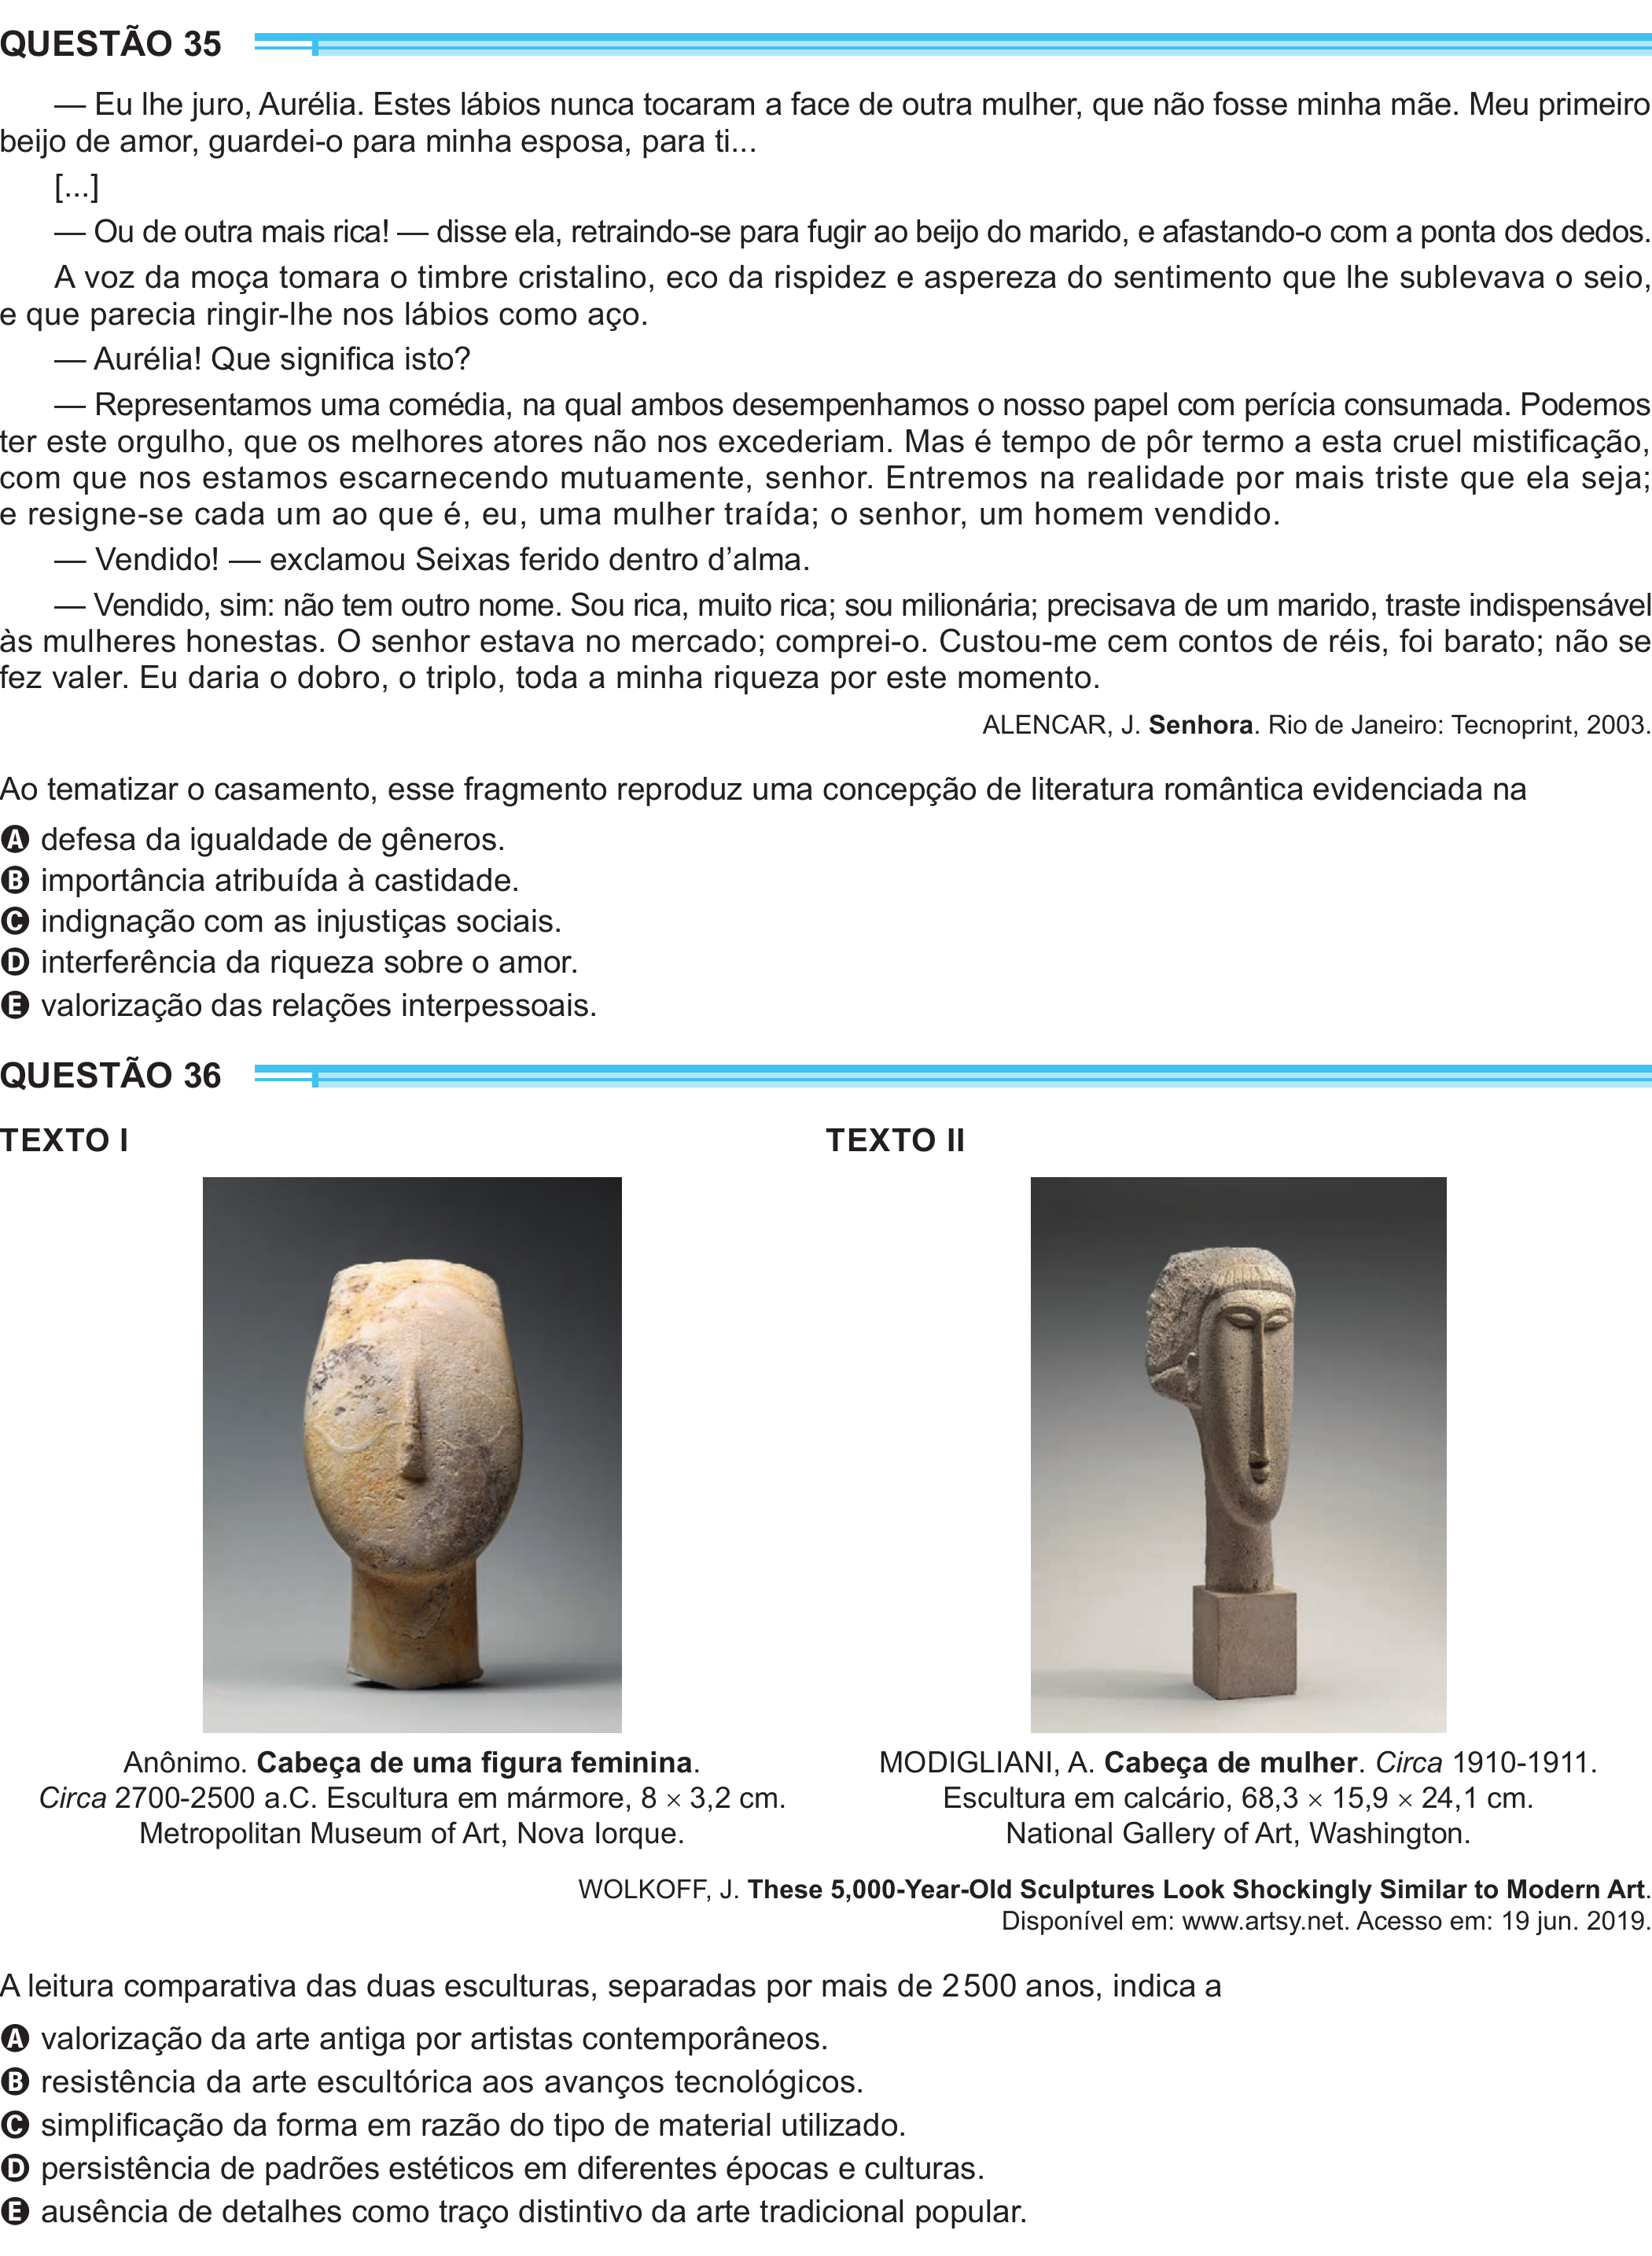 QUESTÃO 35
— Eu lhe juro, Aurélia. Estes lábios nunca tocaram a face de outra mulher, que não fosse minha mãe. Meu primeiro
beijo de amor, guardei-o para minha esposa, para ti...
[...]
— Ou de outra mais rica! — disse ela, retraindo-se para fugir ao beijo do marido, e afastando-o com a ponta dos dedos.
A voz da moça tomara o timbre cristalino, eco da rispidez e aspereza do sentimento que lhe sublevava o seio,
e que parecia ringir-lhe nos lábios como aço.
— Aurélia! Que significa isto?
— Representamos uma comédia, na qual ambos desempenhamos o nosso papel com perícia consumada. Podemos
ter este orgulho, que os melhores atores não nos excederiam. Mas é tempo de pôr termo a esta cruel mistificação,
com que nos estamos escarnecendo mutuamente, senhor. Entremos na realidade por mais triste que ela seja;
e resigne-se cada um ao que é, eu, uma mulher traída; o senhor, um homem vendido.
— Vendido! — exclamou Seixas ferido dentro d’alma.
— Vendido, sim: não tem outro nome. Sou rica, muito rica; sou milionária; precisava de um marido, traste indispensável
às mulheres honestas. O senhor estava no mercado; comprei-o. Custou-me cem contos de réis, foi barato; não se
fez valer. Eu daria o dobro, o triplo, toda a minha riqueza por este momento.
ALENCAR, J. Senhora. Rio de Janeiro: Tecnoprint, 2003.
Ao tematizar o casamento, esse fragmento reproduz uma concepção de literatura romântica evidenciada na
A defesa da igualdade de gêneros.
B importância atribuída à castidade.
C indignação com as injustiças sociais.
D interferência da riqueza sobre o amor.
E valorização das relações interpessoais.
QUESTÃO 36
TEXTO I
Anônimo. Cabeça de uma figura feminina.
Circa 2700-2500 a.C. Escultura em mármore, 8 × 3,2 cm.
Metropolitan Museum of Art, Nova Iorque.
TEXTO II
MODIGLIANI, A. Cabeça de mulher. Circa 1910-1911.
Escultura em calcário, 68,3 × 15,9 × 24,1 cm.
National Gallery of Art, Washington.
WOLKOFF, J. These 5,000-Year-Old Sculptures Look Shockingly Similar to Modern Art.
Disponível em: www.artsy.net. Acesso em: 19 jun. 2019.
A leitura comparativa das duas esculturas, separadas por mais de 2 500 anos, indica a
A valorização da arte antiga por artistas contemporâneos.
B resistência da arte escultórica aos avanços tecnológicos.
C simplificação da forma em razão do tipo de material utilizado.
D persistência de padrões estéticos em diferentes épocas e culturas.
E ausência de detalhes como traço distintivo da arte tradicional popular.